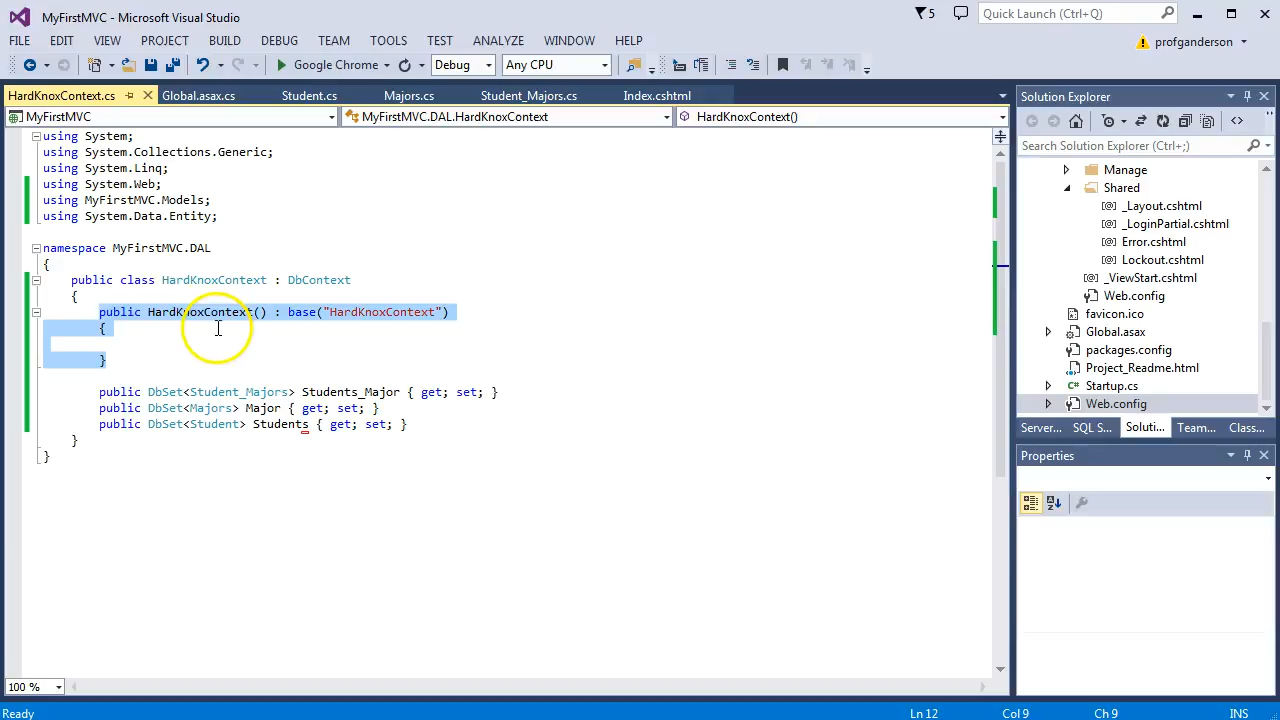 MyFirstMVC - Microsoft Visual Studio
5
Quick Launch (Ctrl+Q)
FILE EDIT VIEW PROJECT BUILD DEBUG TEAM TOOLS TEST ANALYZE WINDOW HELP
profganderson
Google Chrome Debug Any CPU
HardKnoxContext.cs Global.asax.cs Student.cs Majors.cs Student_Majors.cs Index.cshtml
MyFirstMVC MyFirstMVC.DAL.HardKnoxContext HardKnoxContext()
using System;
using System.Collections.Generic;
using System.Linq;
using System.Web;
using MyFirstMVC.Models;
using System.Data.Entity;
namespace MyFirstMVC.DAL
{
public class HardKnoxContext : DbContext
{
public HardKnoxContext() : base("HardKnoxContext")
{
}
public DbSet<Student_Majors> Students_Major { get; set; }
public DbSet<Majors> Major { get; set; }
public DbSet<Student> Students { get; set; }
}
}
100 %
Solution Explorer
Search Solution Explorer (Ctrl+;)
Manage
Shared
_Layout.cshtml
_LoginPartial.cshtml
Error.cshtml
Lockout.cshtml
_ViewStart.cshtml
Web.config
favicon.ico
Global.asax
packages.config
Project_Readme.html
Startup.cs
Web.config
Server... SQL S... Soluti... Team... Class...
Properties
Ready Ln 12 Col 9 Ch 9 INS